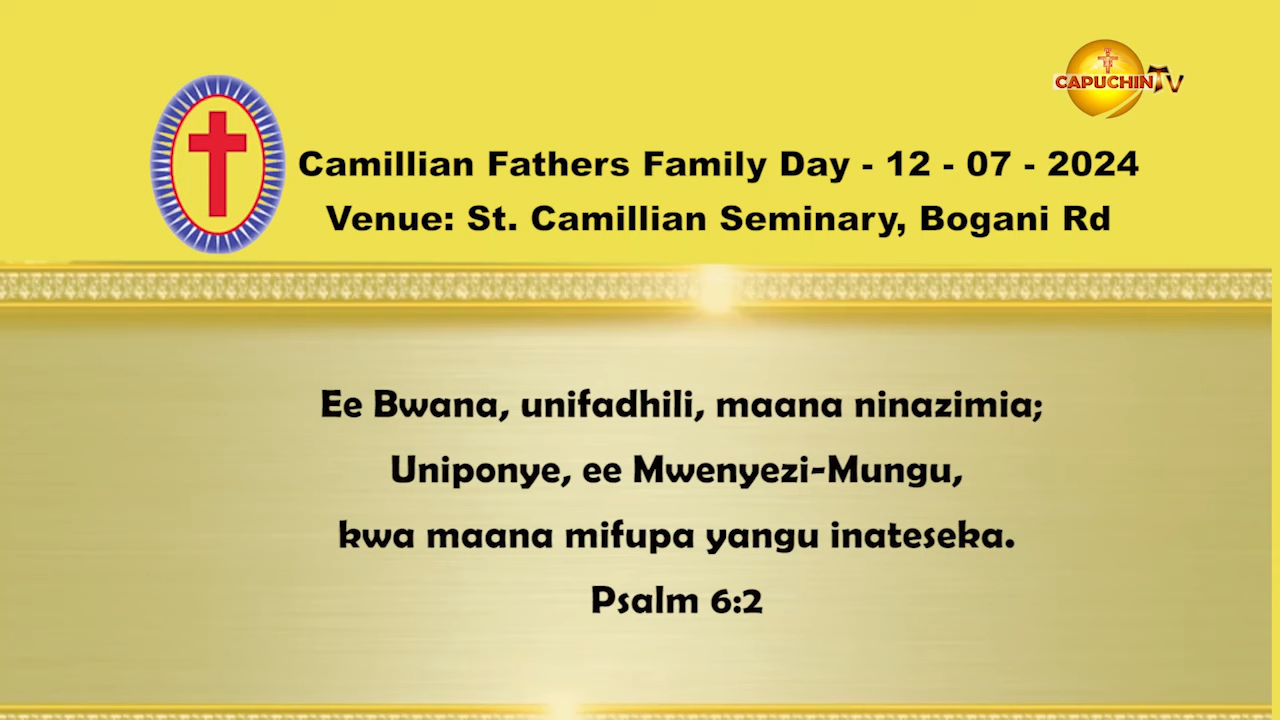 CAPUCHIN TV
Camillian Fathers Family Day - 12 - 07 - 2024
Venue: St. Camillian Seminary, Bogani Rd
Ee Bwana, unifadhili, maana ninazimia;
Uniponye, ee Mwenyezi-Mungu,
kwa maana mifupa yangu inateseka.
Psalm 6:2